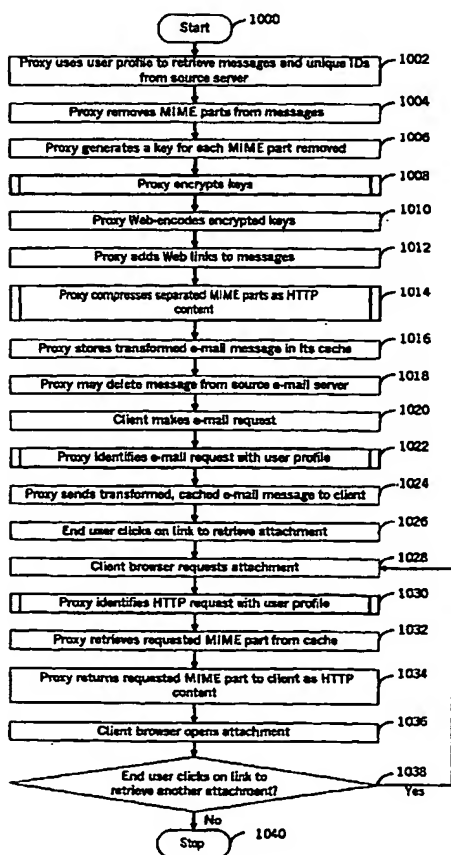 Start
1000
Proxy uses user profile to retrieve messages and unique IDs
from source server
1002
Proxy removes MIME parts from messages
1004
Proxy generates a key for each MIME part removed
1006
Proxy encrypts keys
1008
Proxy Web-encodes encrypted keys
1010
Proxy adds Web links to messages
1012
Proxy compresses separated MIME parts as HTTP
content
1014
Proxy stores transformed e-mail message in its cache
1016
Proxy may delete message from source e-mail server
1018
Client makes e-mail request
1020
Proxy identifies e-mail request with user profile
1022
Proxy sends transformed, cached e-mail message to client
1024
End user clicks on link to retrieve attachment
1026
Client browser requests attachment
1028
Proxy identifies HTTP request with user profile
1030
Proxy retrieves requested MIME part from cache
1032
Proxy returns requested MIME part to client as HTTP
content
1034
Client browser opens attachment
1036
End user clicks on link to
retrieve another attachment?
1038
Yes
No
Stop
1040